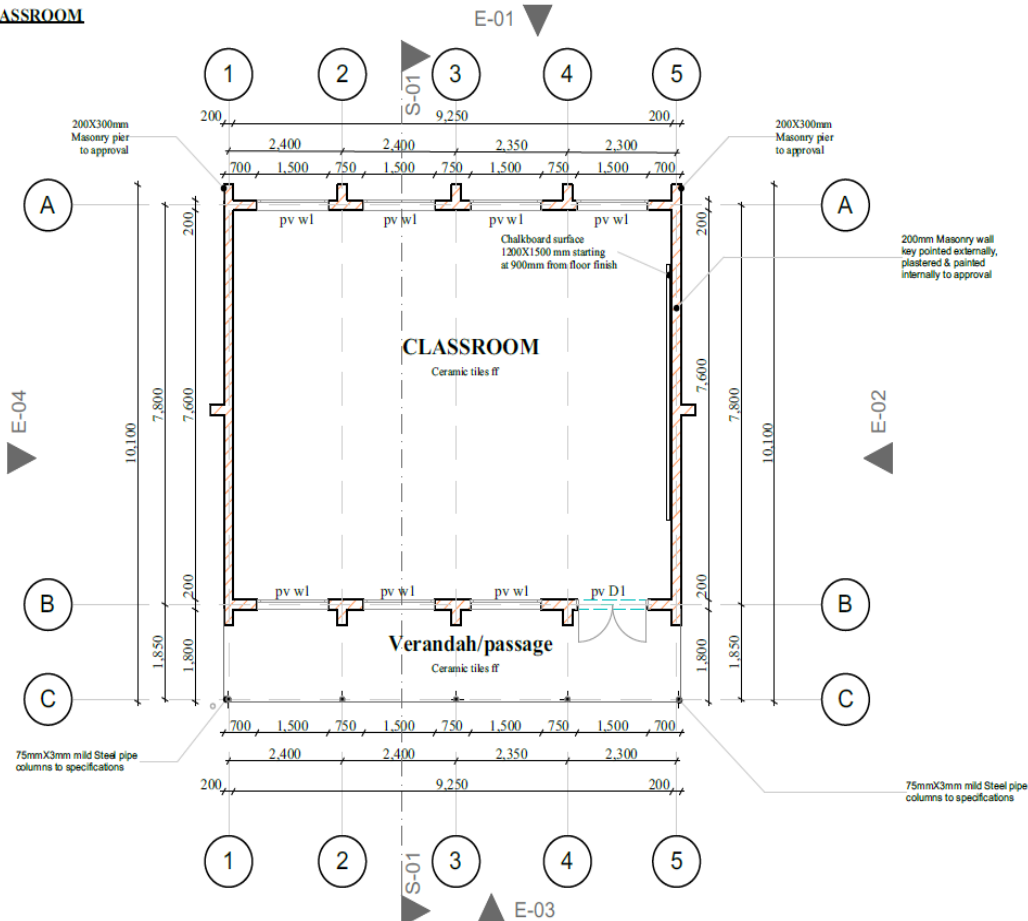 ASSROOM
E-01
1
2
3
4
5
S-01
200
9,250
200
200X300mm
Masonry pier
to approval
200X300mm
Masonry pier
to approval
2,400
2,400
2,350
2,300
700
1,500
750
1,500
750
1,500
750
1,500
700
A
A
200
200
pv w1
pv w1
pv w1
pv w1
Chalkboard surface
1200X1500 mm starting
at 900mm from floor finish
200mm Masonry wall
key pointed externally,
plastered & painted
internally to approval
CLASSROOM
Ceramic tiles ff
E-04
10,100
7,800
7,600
7,600
7,800
10,100
E-02
200
200
pv w1
pv w1
pv w1
pv D1
B
B
Verandah/passage
Ceramic tiles ff
1,850
1,800
1,800
1,850
C
C
700
1,500
750
1,500
750
1,500
750
1,500
700
75mmX3mm mild Steel pipe
columns to specifications
2,400
2,400
2,350
2,300
200
9,250
200
75mmX3mm mild Steel pipe
columns to specifications
1
2
3
4
5
S-01
E-03